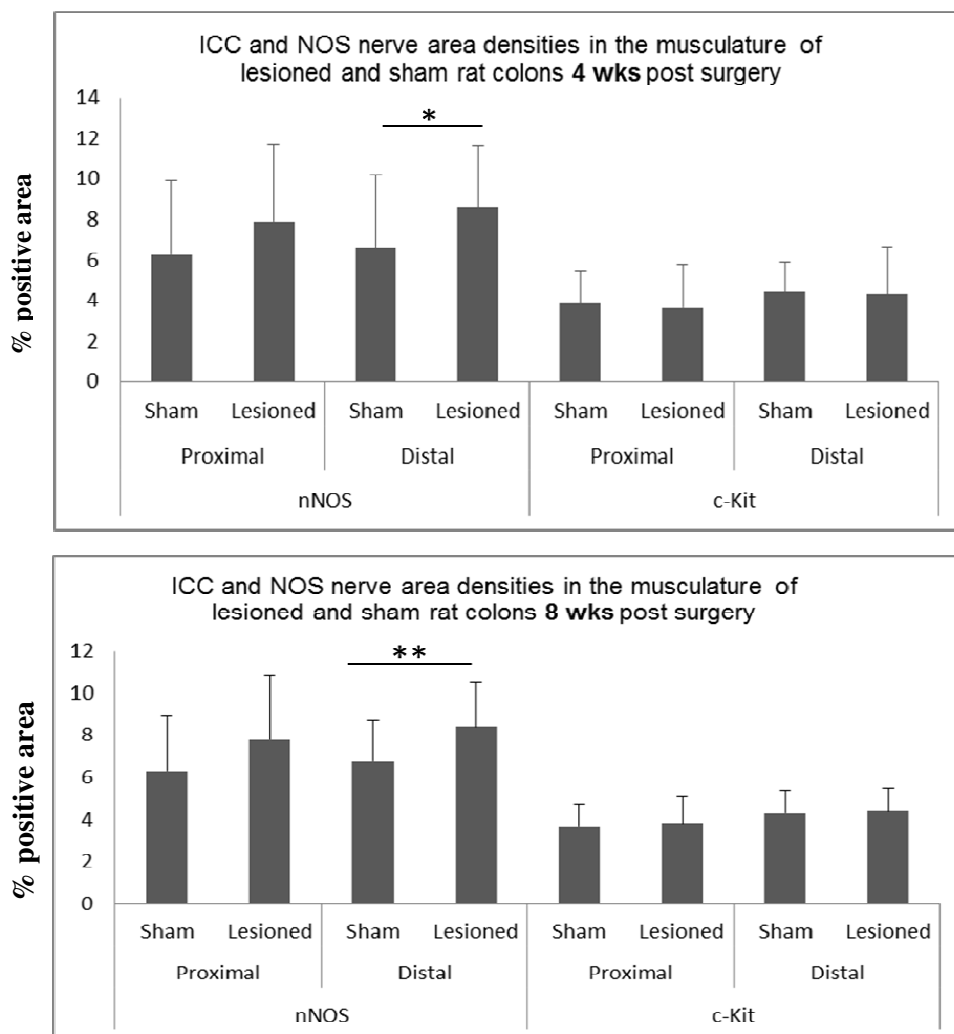 ICC and NOS nerve area densities in the musculature of
lesioned and sham rat colons 4 wks post surgery
% positive area
14
12
10
8
6
4
2
0
*
Sham Lesioned Sham Lesioned Sham Lesioned Sham Lesioned
Proximal Distal Proximal Distal
nNOS c-Kit
ICC and NOS nerve area densities in the musculature of
lesioned and sham rat colons 8 wks post surgery
% positive area
12
10
8
6
4
2
0
**
Sham Lesioned Sham Lesioned Sham Lesioned Sham Lesioned
Proximal Distal Proximal Distal
nNOS c-Kit